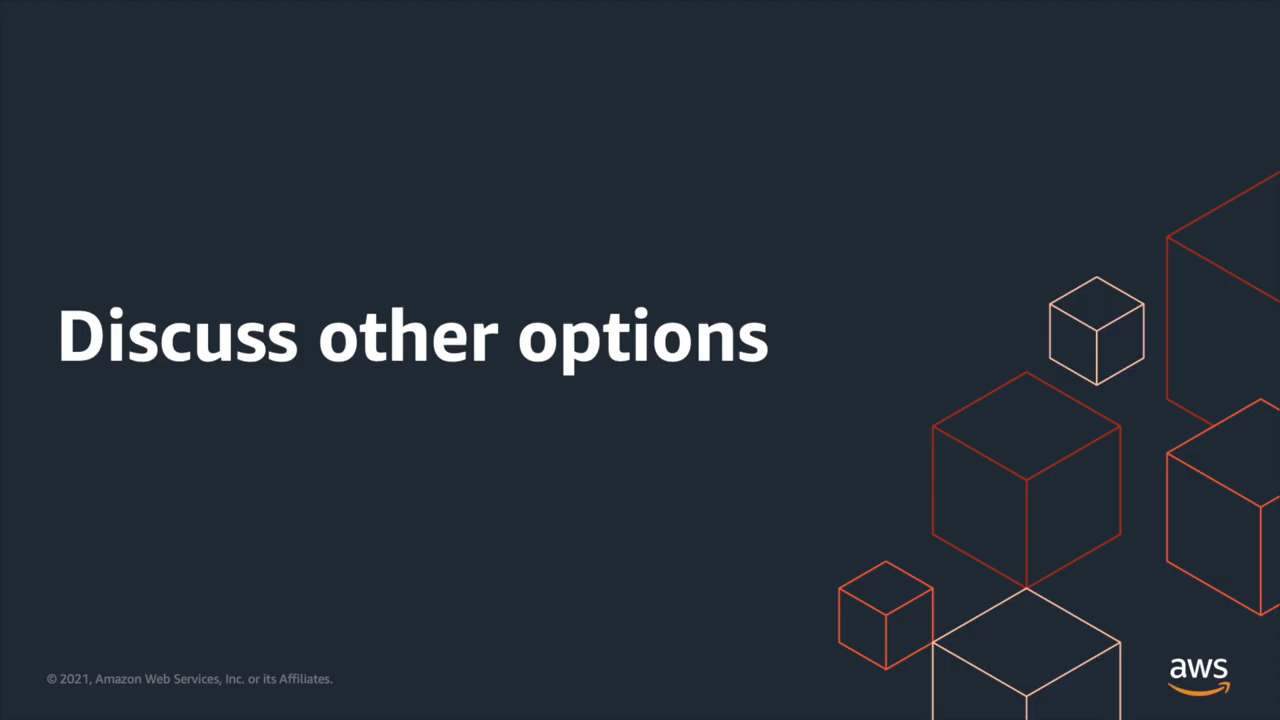 Discuss other options
© 2021, Amazon Web Services, Inc. or its Affiliates.
aws